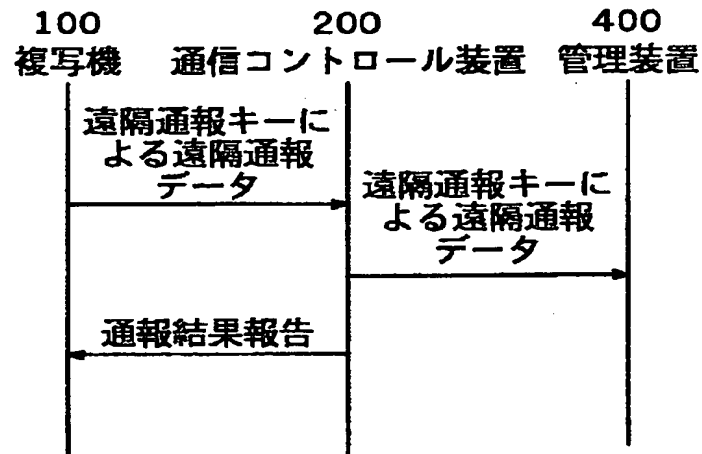 100 200 400
複写機 通信コントロール装置 管理装置
遠隔通報キーに
よる遠隔通報
データ
遠隔通報キーに
よる遠隔通報
データ
通報結果報告